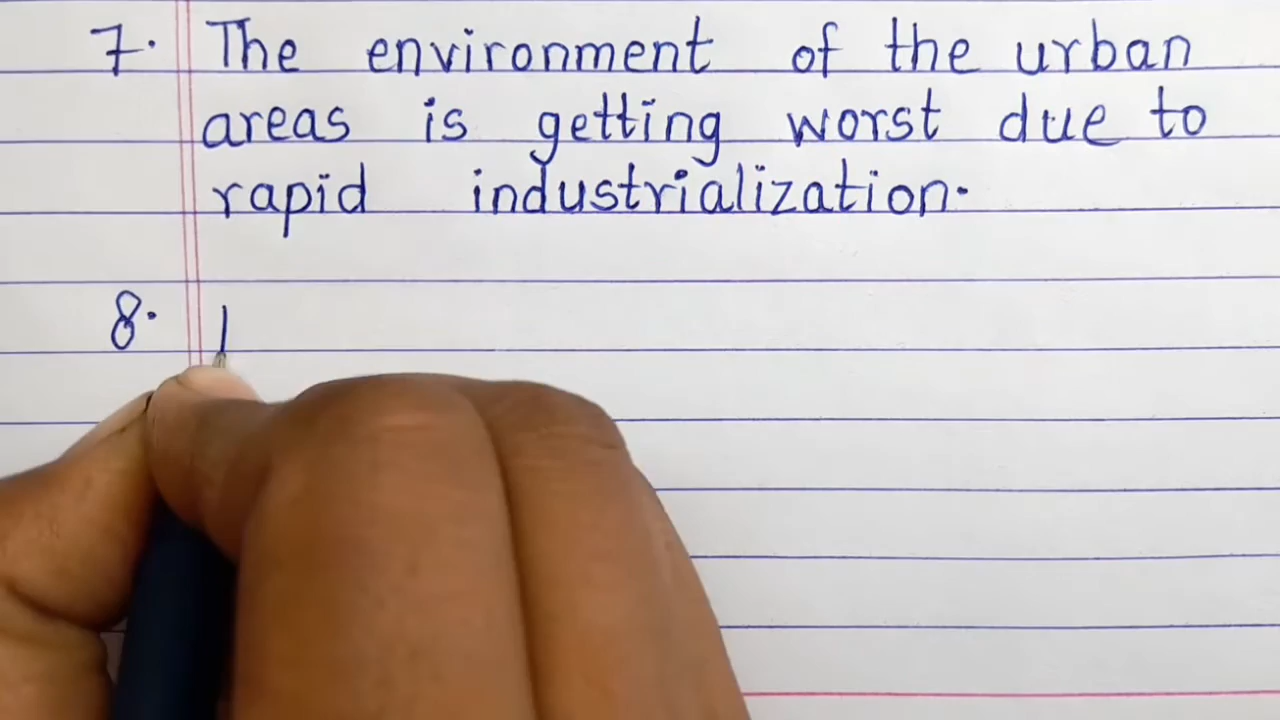 7. The environment of the urban
areas is getting worst due to
rapid industrialization.
8.